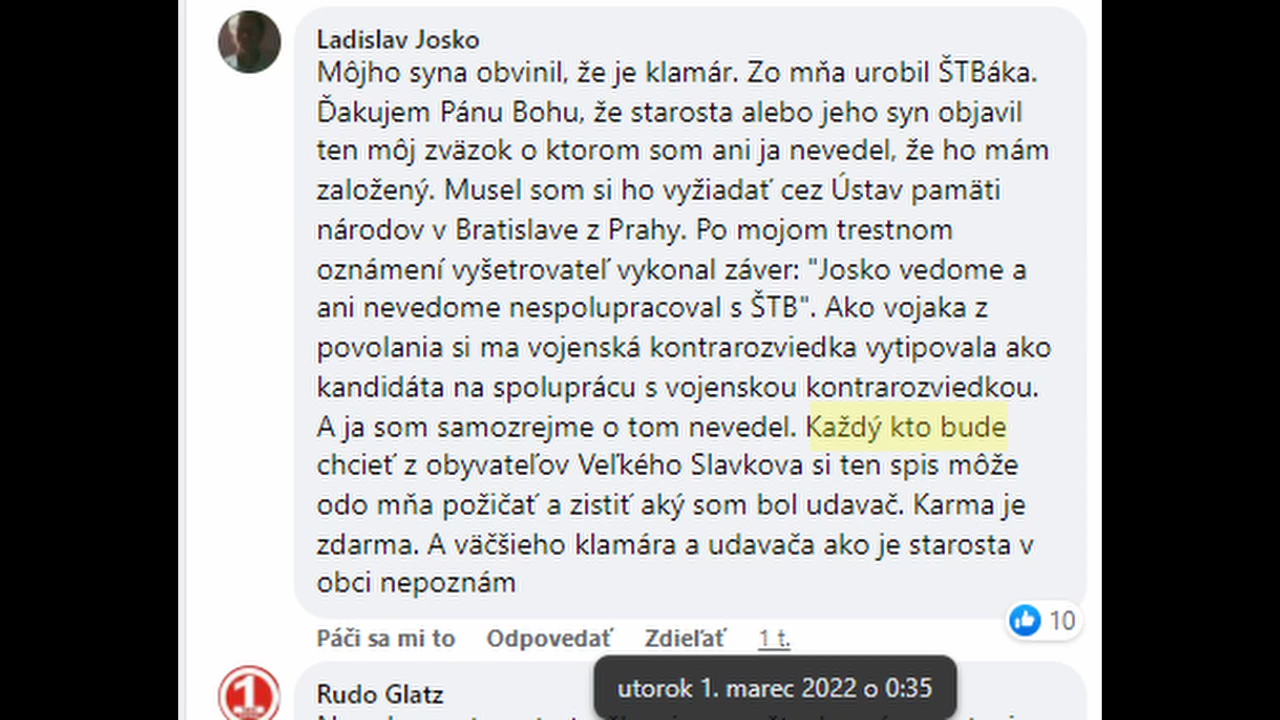 Ladislav Josko
Môjho syna obvinil, že je klamár. Zo mňa urobil ŠTBáka.
Ďakujem Pánu Bohu, že starosta alebo jeho syn objavil
ten môj zväzok o ktorom som ani ja nevedel, že ho mám
založený. Musel som si ho vyžiadať cez Ústav pamäti
národov v Bratislave z Prahy. Po mojom trestnom
oznámení vyšetrovateľ vykonal záver: "Josko vedome a
ani nevedome nespolupracoval s ŠTB". Ako vojaka z
povolania si ma vojenská kontrarozviedka vytipovala ako
kandidáta na spoluprácu s vojenskou kontrarozviedkou.
A ja som samozrejme o tom nevedel. Každý kto bude
chcieť z obyvateľov Veľkého Slavkova si ten spis môže
odo mňa požičať a zistiť aký som bol udavač. Karma je
zdarma. A väčšieho klamára a udavača ako je starosta v
obci nepoznám
10
Páči sa mi to Odpovedať Zdieľať 1 t.
utorok 1. marec 2022 o 0:35
1
Rudo Glatz